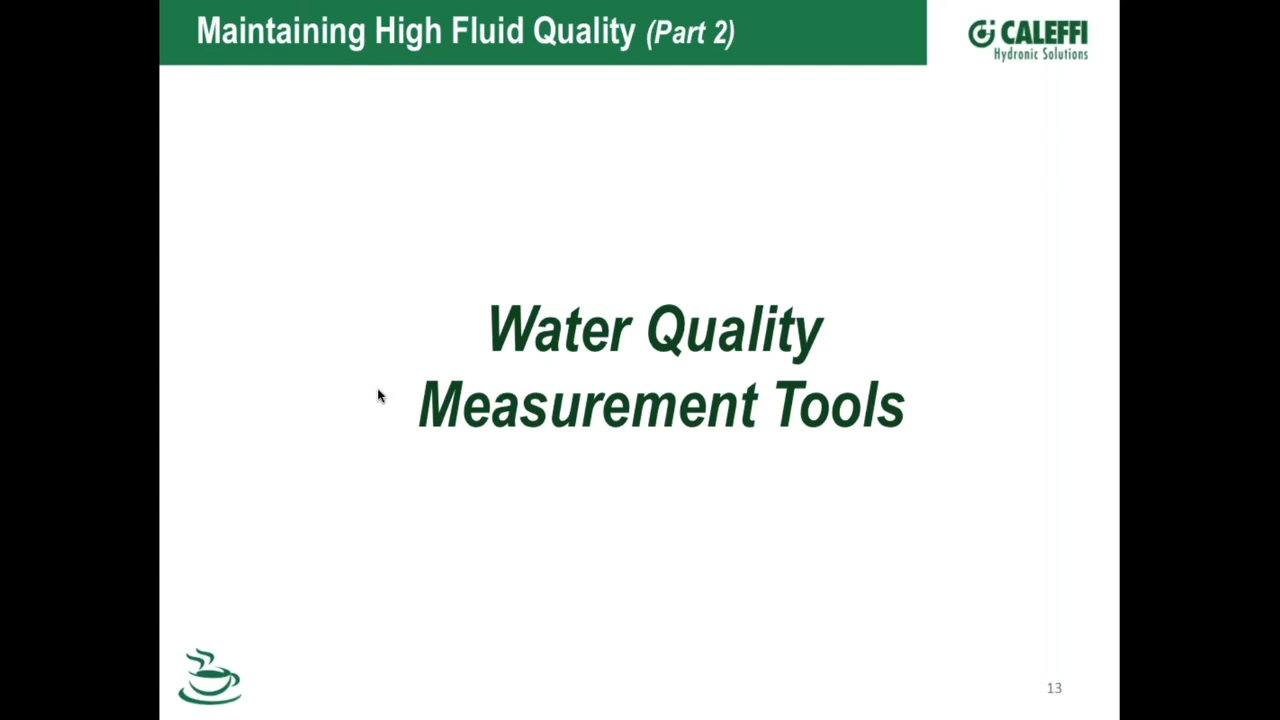 Maintaining High Fluid Quality (Part 2)
CALEFFI
Hydronic Solutions
Water Quality
Measurement Tools
13